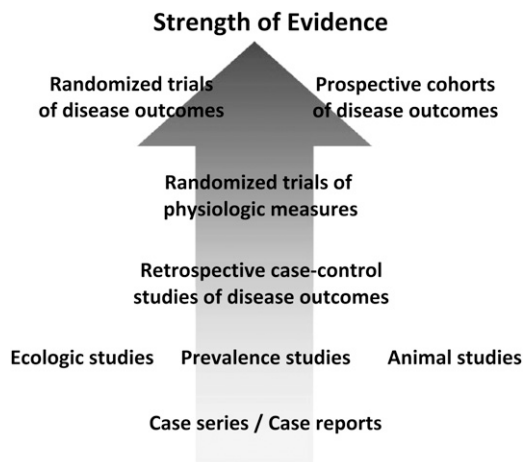 Strength of Evidence
Randomized trials
of disease outcomes
Prospective cohorts
of disease outcomes
Randomized trials of
physiologic measures
Retrospective case-control
studies of disease outcomes
Ecologic studies
Prevalence studies
Animal studies
Case series / Case reports